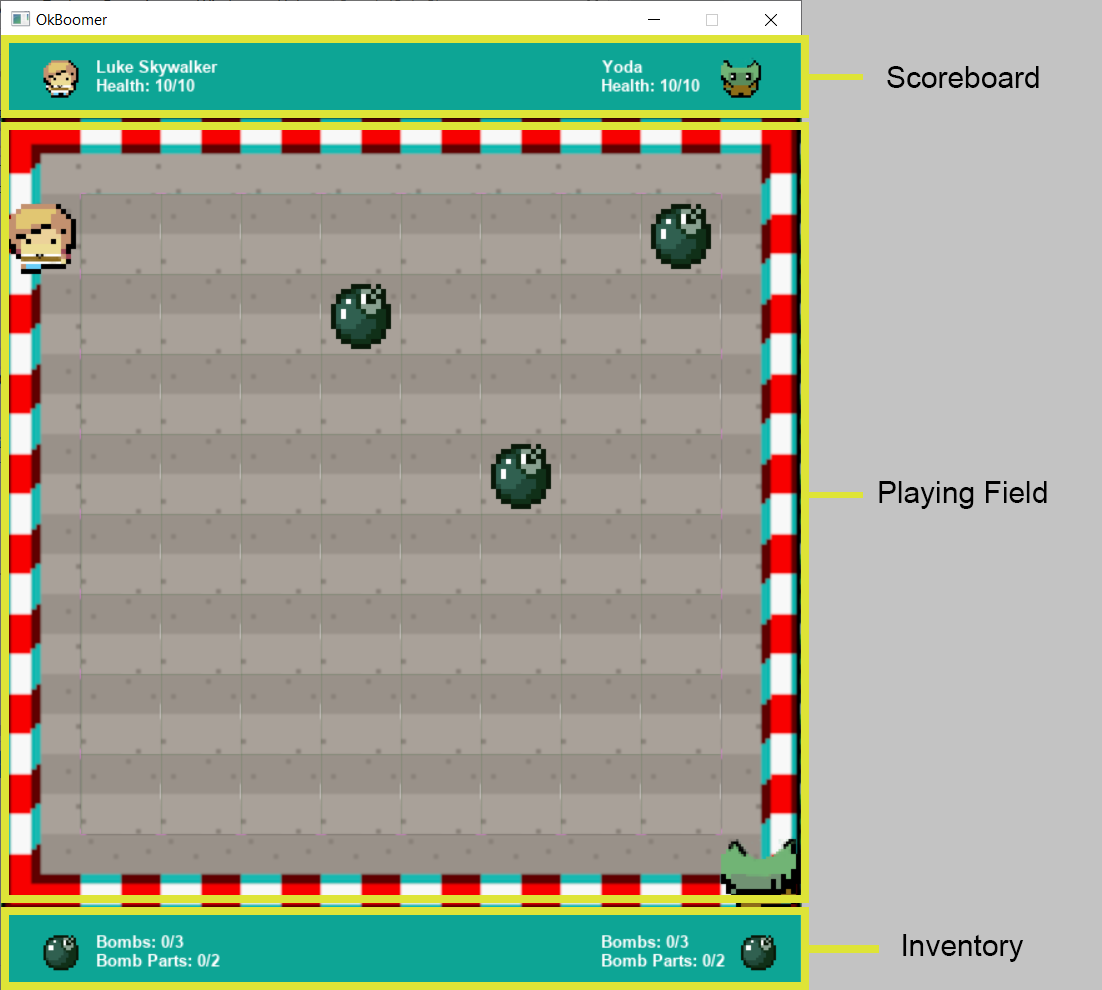 OkBoomer
Luke Skywalker
Health: 10/10
Yoda
Health: 10/10
Scoreboard
Playing Field
Bombs: 0/3
Bomb Parts: 0/2
Bombs: 0/3
Bomb Parts: 0/2
Inventory